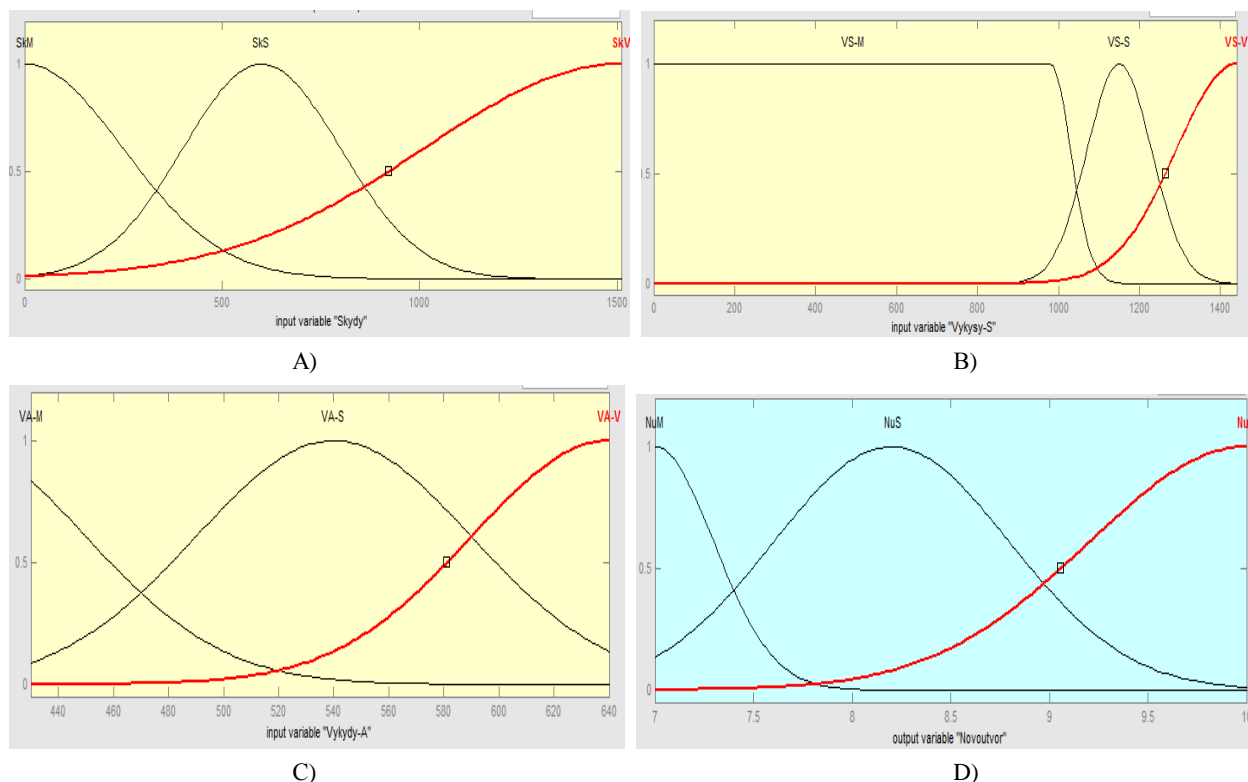 SkM SkS SkV
1
0.5
0
0 500 1000 1500
input variable "Skydy"
A)
VS-M VS-S VS-V
1
0.5
0
0 200 400 600 800 1000 1200 1400
input variable "Vykysy-S"
B)
VA-M VA-S VA-V
1
0.5
0
440 460 480 500 520 540 560 580 600 620 640
input variable "Vykydy-A"
C)
NuM NuS Nu
1
0.5
0
7 7.5 8 8.5 9 9.5 10
output variable "Novoutvor"
D)